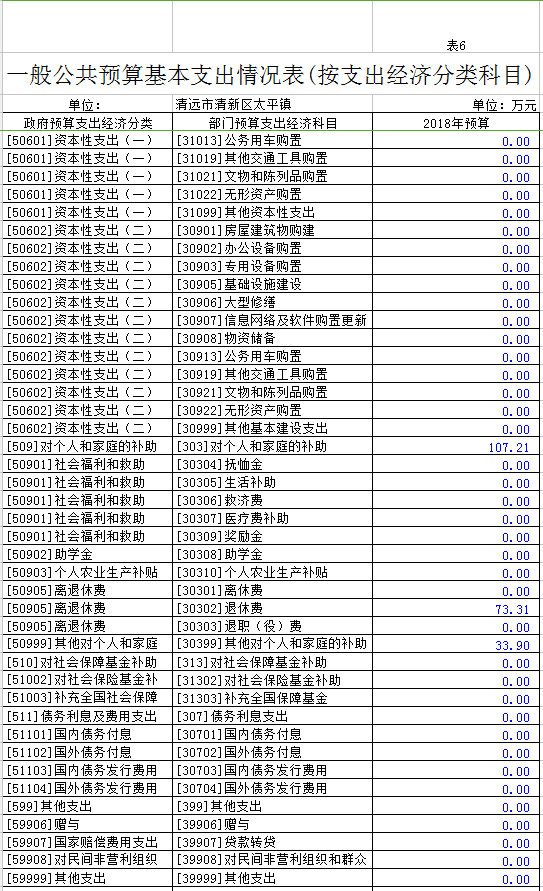 表6
一般公共预算基本支出情况表(按支出经济分类科目)
单位: 清远市清新区太平镇 单位: 万元
政府预算支出经济分类 部门预算支出经济科目 2018年预算
[50601]资本性支出（一） [31013]公务用车购置 0.00
[50601]资本性支出（一） [31019]其他交通工具购置 0.00
[50601]资本性支出（一） [31021]文物和陈列品购置 0.00
[50601]资本性支出（一） [31022]无形资产购置 0.00
[50601]资本性支出（一） [31099]其他资本性支出 0.00
[50602]资本性支出（二） [30901]房屋建筑物购建 0.00
[50602]资本性支出（二） [30902]办公设备购置 0.00
[50602]资本性支出（二） [30903]专用设备购置 0.00
[50602]资本性支出（二） [30905]基础设施建设 0.00
[50602]资本性支出（二） [30906]大型修缮 0.00
[50602]资本性支出（二） [30907]信息网络及软件购置更新 0.00
[50602]资本性支出（二） [30908]物资储备 0.00
[50602]资本性支出（二） [30913]公务用车购置 0.00
[50602]资本性支出（二） [30919]其他交通工具购置 0.00
[50602]资本性支出（二） [30921]文物和陈列品购置 0.00
[50602]资本性支出（二） [30922]无形资产购置 0.00
[50602]资本性支出（二） [30999]其他基本建设支出 0.00
[509]对个人和家庭的补助 [303]对个人和家庭的补助 107.21
[50901]社会福利和救助 [30304]抚恤金 0.00
[50901]社会福利和救助 [30305]生活补助 0.00
[50901]社会福利和救助 [30306]救济费 0.00
[50901]社会福利和救助 [30307]医疗费补助 0.00
[50901]社会福利和救助 [30309]奖励金 0.00
[50902]助学金 [30308]助学金 0.00
[50903]个人农业生产补贴 [30310]个人农业生产补贴 0.00
[50905]离退休费 [30301]离休费 0.00
[50905]离退休费 [30302]退休费 73.31
[50905]离退休费 [30303]退职（役）费 0.00
[50999]其他对个人和家庭 [30399]其他对个人和家庭的补助 33.90
[510]对社会保障基金补助 [313]对社会保障基金补助 0.00
[51002]对社会保险基金补 [31302]对社会保险基金补助 0.00
[51003]补充全国社会保障 [31303]补充全国保障基金 0.00
[511]债务利息及费用支出 [307]债务利息支出 0.00
[51101]国内债务付息 [30701]国内债务付息 0.00
[51102]国外债务付息 [30702]国外债务付息 0.00
[51103]国内债务发行费用 [30703]国内债务发行费用 0.00
[51104]国外债务发行费用 [30704]国外债务发行费用 0.00
[599]其他支出 [399]其他支出 0.00
[59906]赠与 [39906]赠与 0.00
[59907]国家赔偿费用支出 [39907]贷款转贷 0.00
[59908]对民间非营利组织 [39908]对民间非营利组织和群众 0.00
[59999]其他支出 [39999]其他支出 0.00